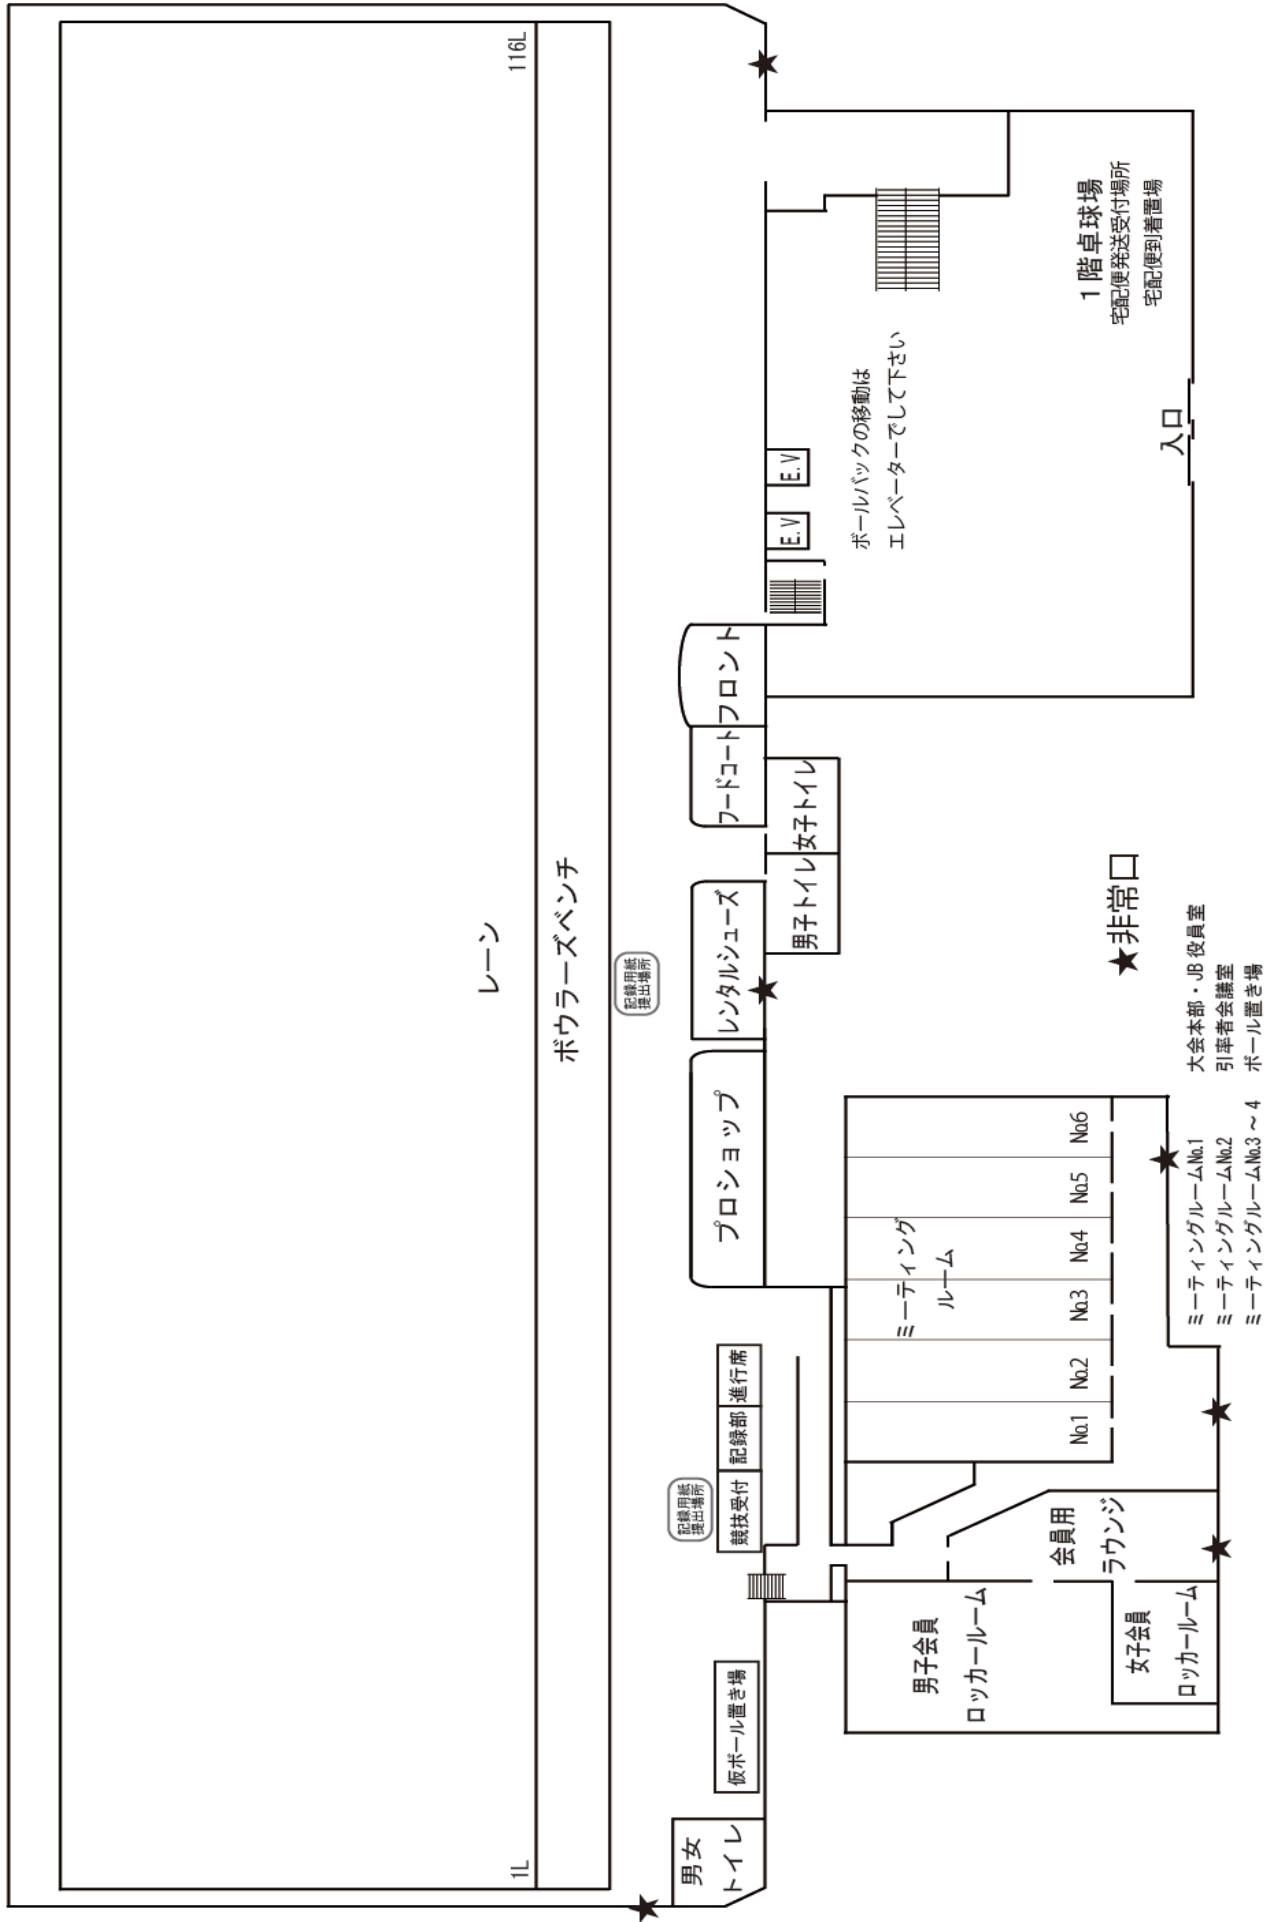 レーン
1L
116L
ボウラーズベンチ
記録用紙
提出場所
男女
トイレ
仮ボール置き場
記録用紙
提出場所
競技受付
記録部
進行席
プロショップ
レンタルシューズ
フードコート
フロント
男子トイレ
女子トイレ
E.V
E.V
ボールバックの移動は
エレベーターでして下さい
1階卓球場
宅配便発送受付場所
宅配便到着置場
入口
男子会員
ロッカールーム
女子会員
ロッカールーム
会員用
ラウンジ
ミーティング
ルーム
No.1
No.2
No.3
No.4
No.5
No.6
★非常口
ミーティングルームNo.1 大会本部・JB役員室
ミーティングルームNo.2 引率者会議室
ミーティングルームNo.3～4 ボール置き場